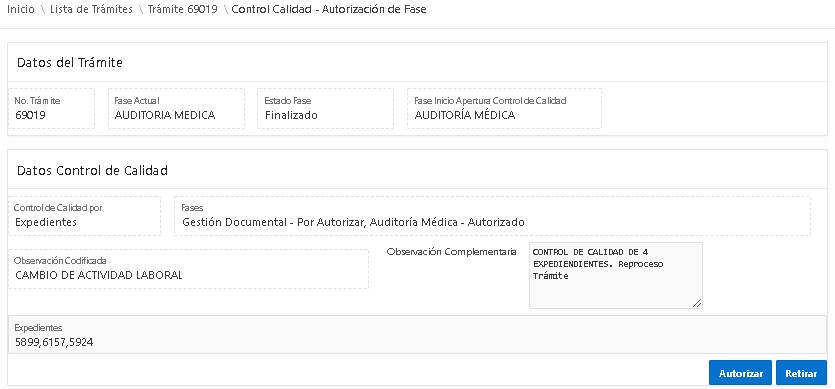 Inicio \ Lista de Trámites \ Trámite 69019 \ Control Calidad - Autorización de Fase
Datos del Trámite
No. Trámite
69019
Fase Actual
AUDITORIA MEDICA
Estado Fase
Finalizado
Fase Inicio Apertura Control de Calidad
AUDITORÍA MÉDICA
Datos Control de Calidad
Control de Calidad por
Expedientes
Fases
Gestión Documental - Por Autorizar, Auditoría Médica - Autorizado
Observación Codificada
CAMBIO DE ACTIVIDAD LABORAL
Observación Complementaria
CONTROL DE CALIDAD DE 4
EXPEDIENDIENTES. Reproceso
Trámite
Expedientes
5899,6157,5924
Autorizar
Retirar